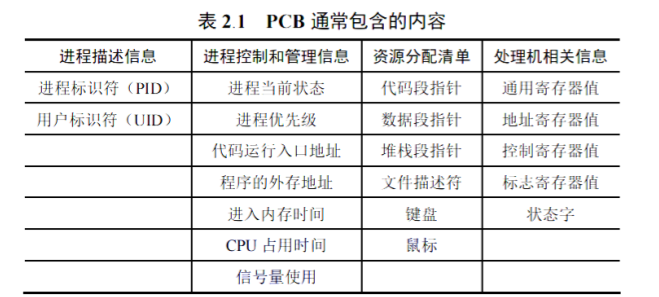 表 2.1 PCB 通常包含的内容
进程描述信息 进程控制和管理信息 资源分配清单 处理机相关信息
进程标识符（PID） 进程当前状态 代码段指针 通用寄存器值
用户标识符（UID） 进程优先级 数据段指针 地址寄存器值
代码运行入口地址 堆栈段指针 控制寄存器值
程序的外存地址 文件描述符 标志寄存器值
进入内存时间 键盘 状态字
CPU 占用时间 鼠标
信号量使用